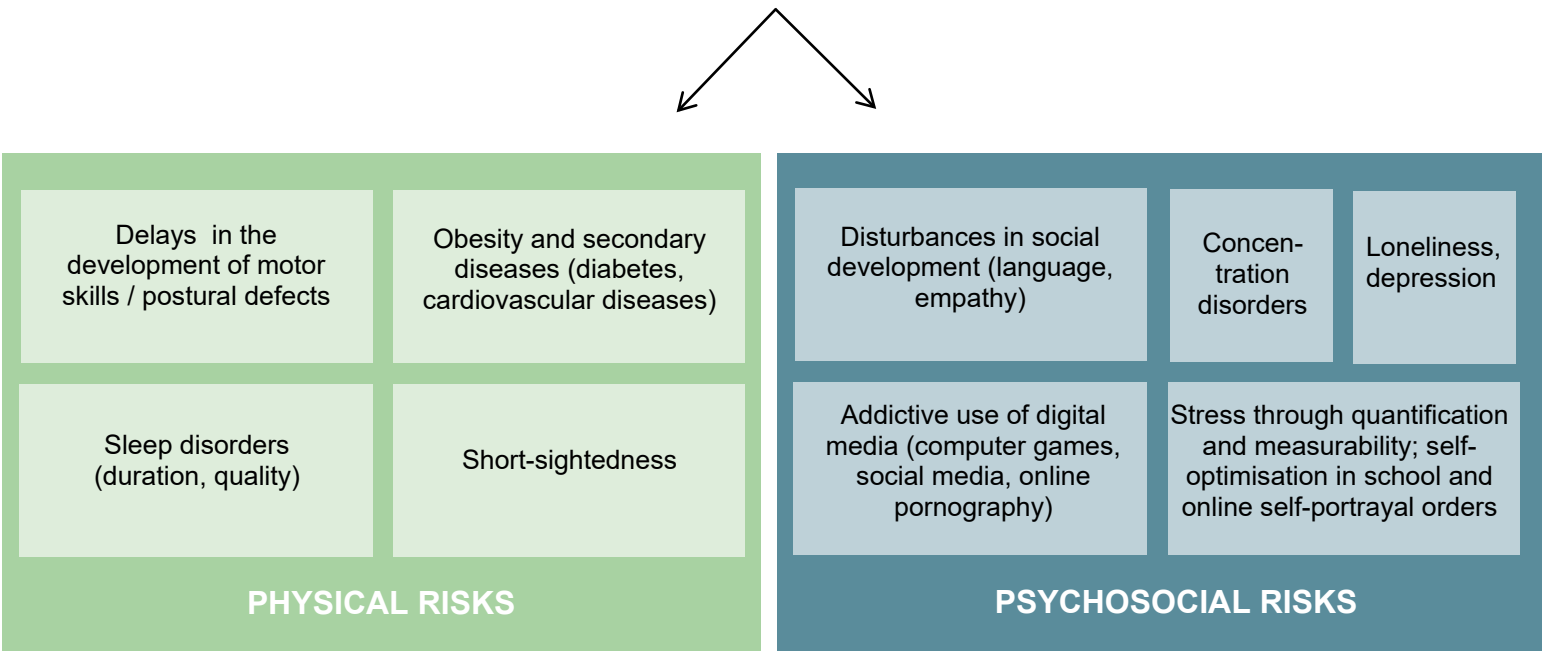 Delays  in the
development of motor
skills / postural defects
Obesity and secondary
diseases (diabetes,
cardiovascular diseases)
Sleep disorders
(duration, quality)
Short-sightedness
PHYSICAL RISKS
Disturbances in social
development (language,
empathy)
Concen-
tration
disorders
Loneliness,
depression
Addictive use of digital
media (computer games,
social media, online
pornography)
Stress through quantification
and measurability; self-
optimisation in school and
online self-portrayal orders
PSYCHOSOCIAL RISKS